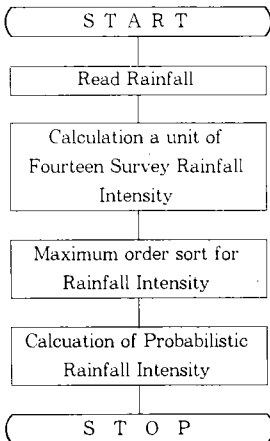 S T A R T
Read Rainfall
Calculation a unit of
Fourteen Survey Rainfall
Intensity
Maximum order sort for
Rainfall Intensity
Calcuation of Probabilistic
Rainfall Intensity
S T O P